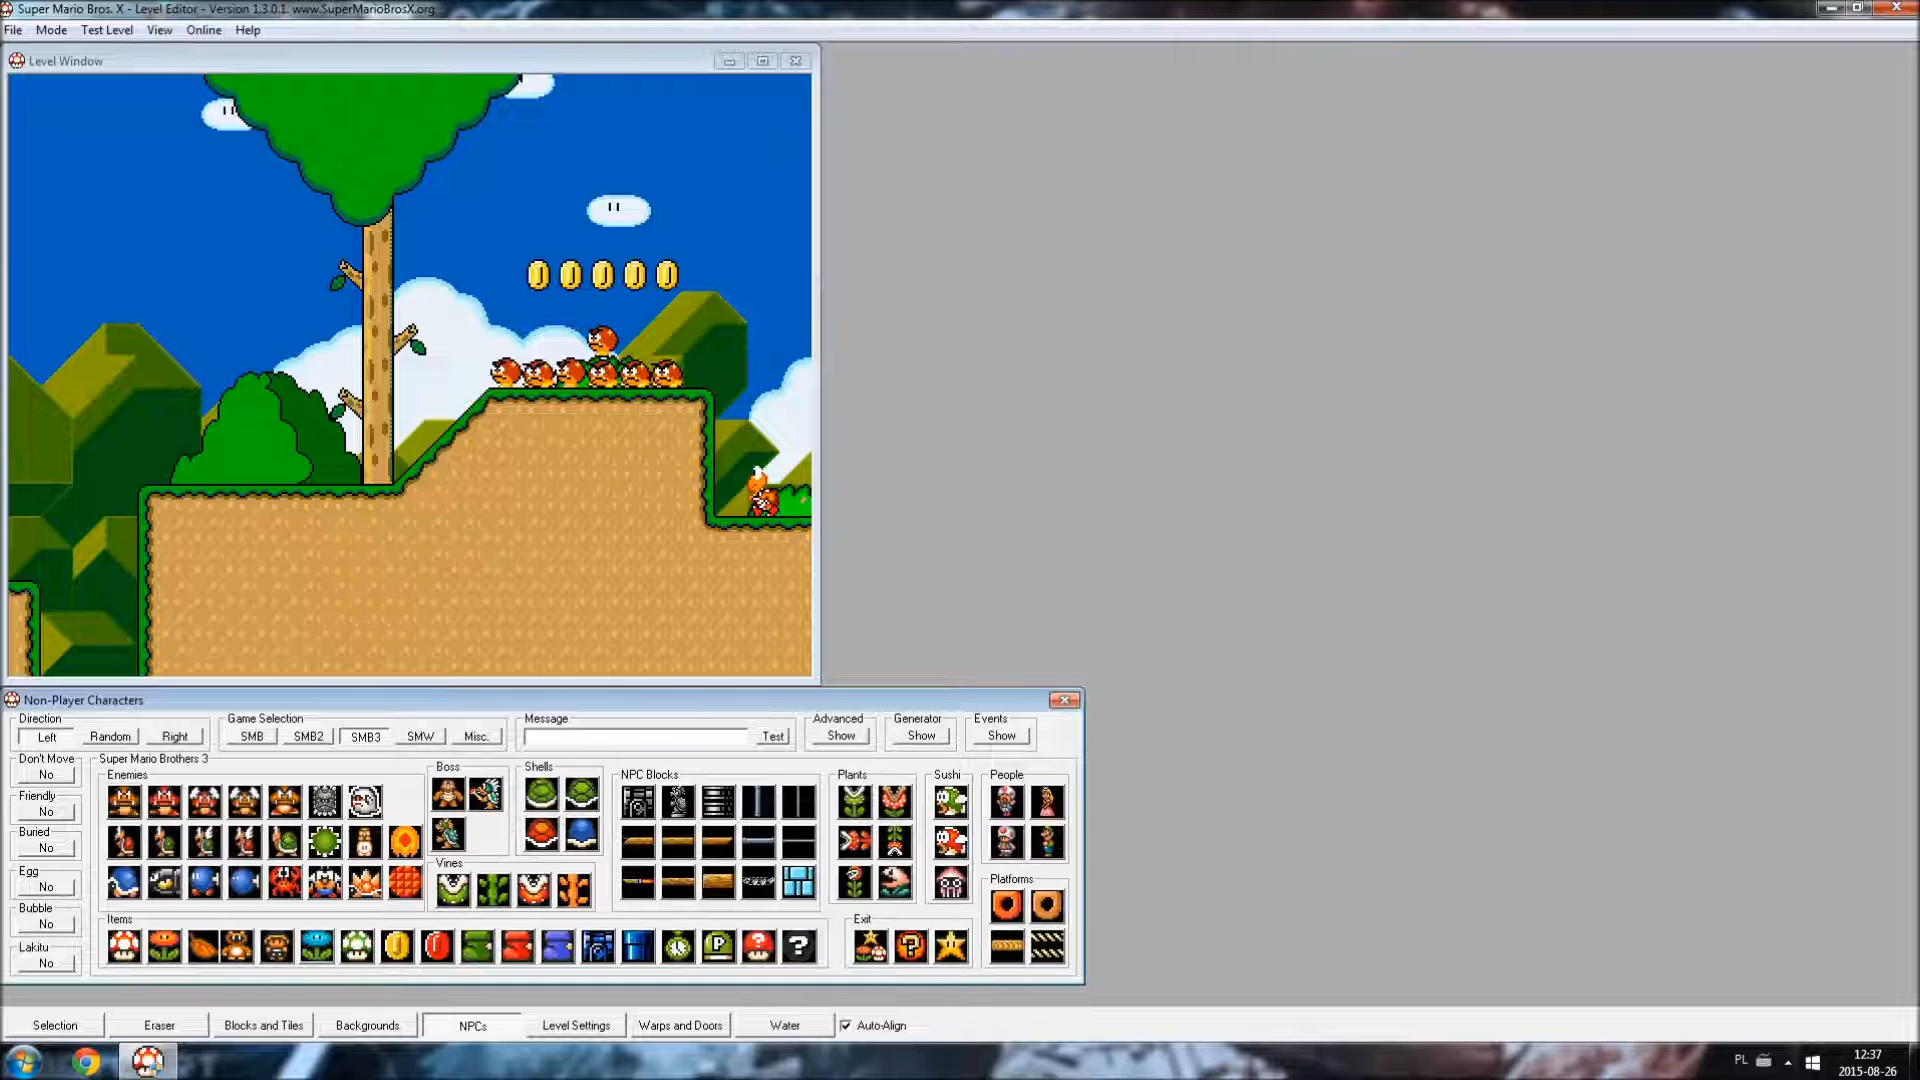 Super Mario Bros. X - Level Editor - Version 1.3.0.1. www.SuperMarioBrosX.org
File Mode Test Level View Online Help
Level Window
Non-Player Characters
Direction Game Selection Message Advanced Generator Events
Left Random Right SMB SMB2 SMB3 SMW Misc. Test Show Show Show
Don't Move
No
Friendly
No
Buried
No
Egg
No
Bubble
No
Lakitu
No
Super Mario Brothers 3
Enemies
Boss
Shells
Vines
NPC Blocks
Plants
Sushi
People
Platforms
Items
P
?
?
Exit
?
Selection Eraser Blocks and Tiles Backgrounds NPCs Level Settings Warps and Doors Water Auto-Align
PL
12:37
2015-08-26